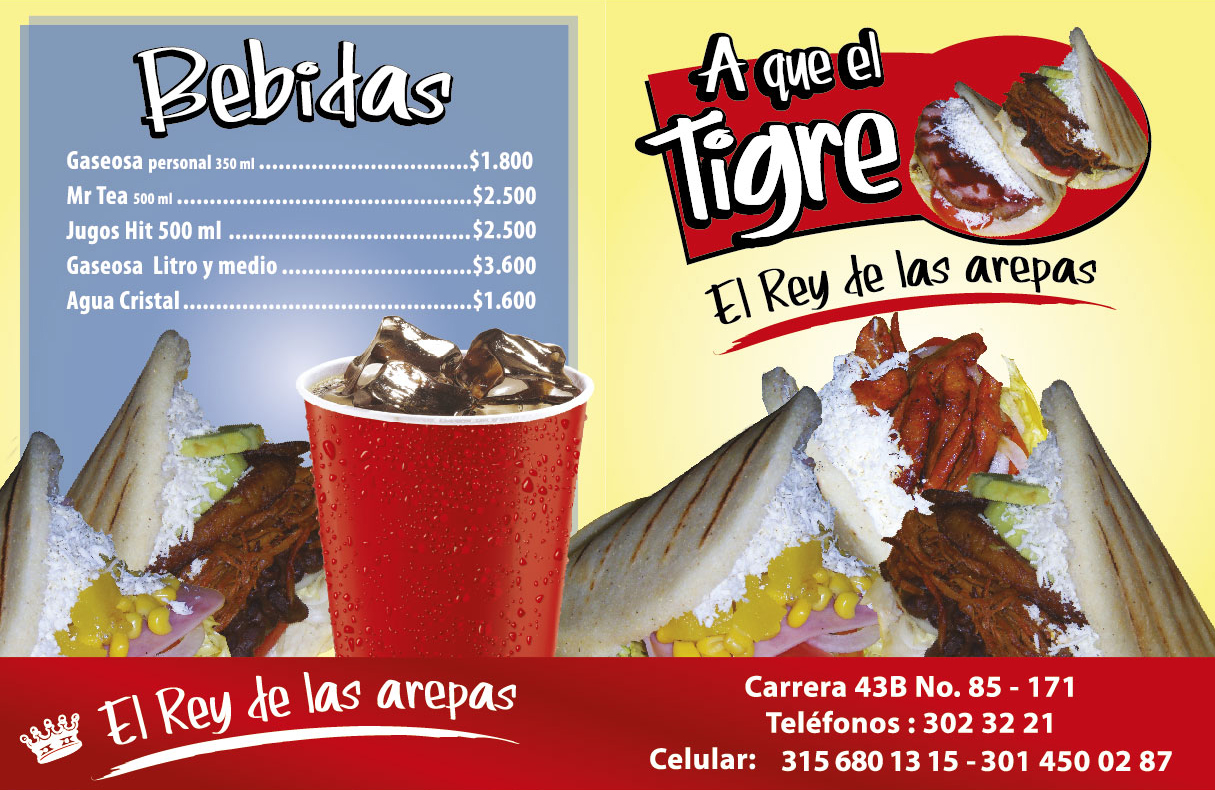 Bebidas
Gaseosa personal 350 ml ................................$1.800
Mr Tea 500 ml .............................................$2.500
Jugos Hit 500 ml .....................................$2.500
Gaseosa Litro y medio .............................$3.600
Agua Cristal ............................................$1.600
El Rey de las arepas
A que el
Tigre
El Rey de las arepas
Carrera 43B No. 85 - 171
Teléfonos : 302 32 21
Celular: 315 680 13 15 - 301 450 02 87